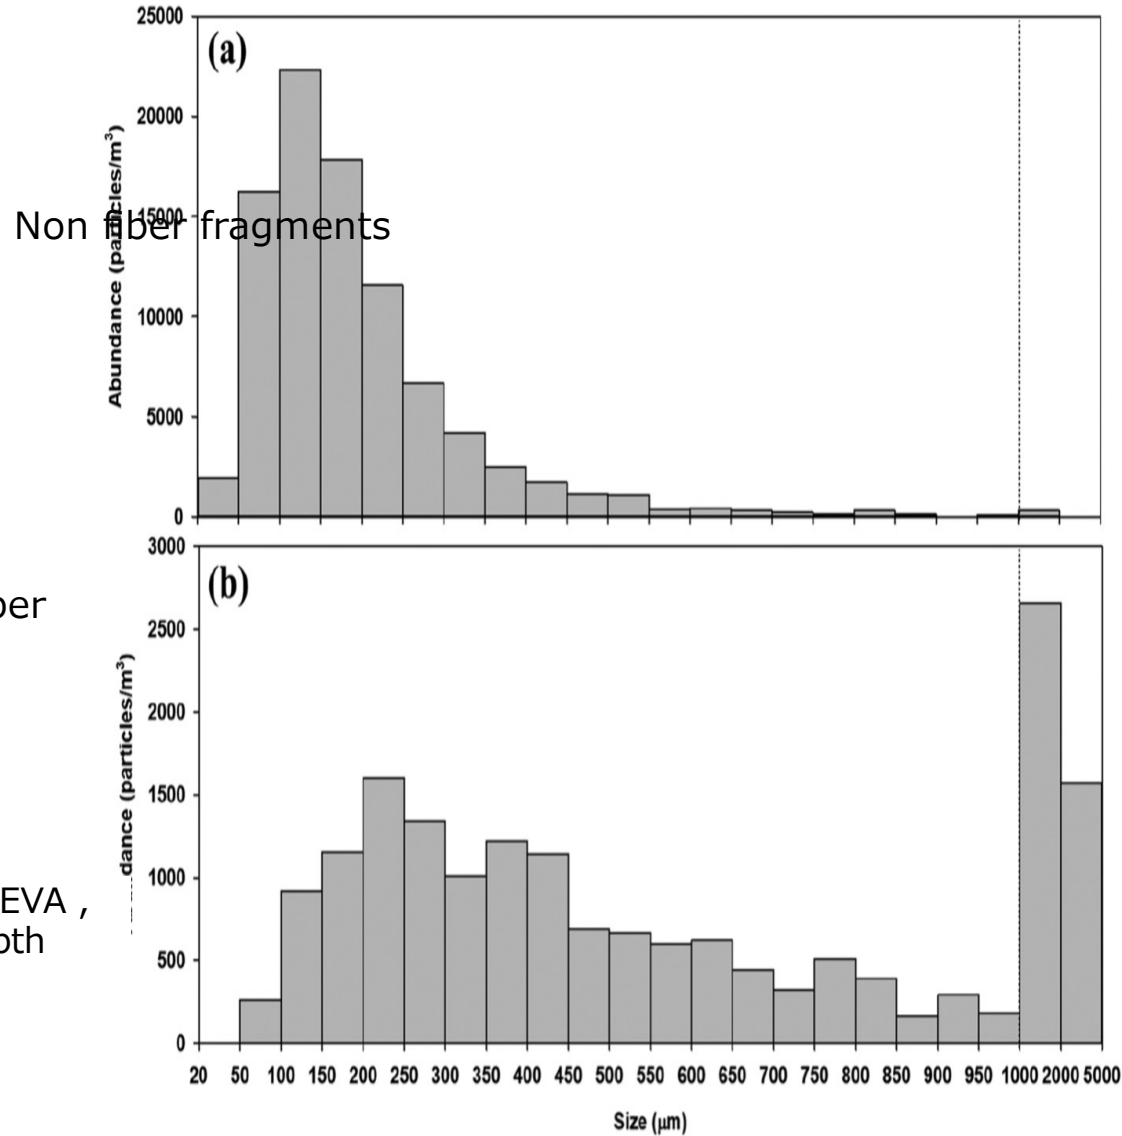 25000
(a)
20000
15000
10000
5000
0
Abundance (particles/m³)
Non fiber fragments
3000
(b)
2500
2000
1500
1000
500
0
dance (particles/m³)
ber
EVA ,
oth
20 50 100 150 200 250 300 350 400 450 500 550 600 650 700 750 800 850 900 950 1000 2000 5000
Size (µm)